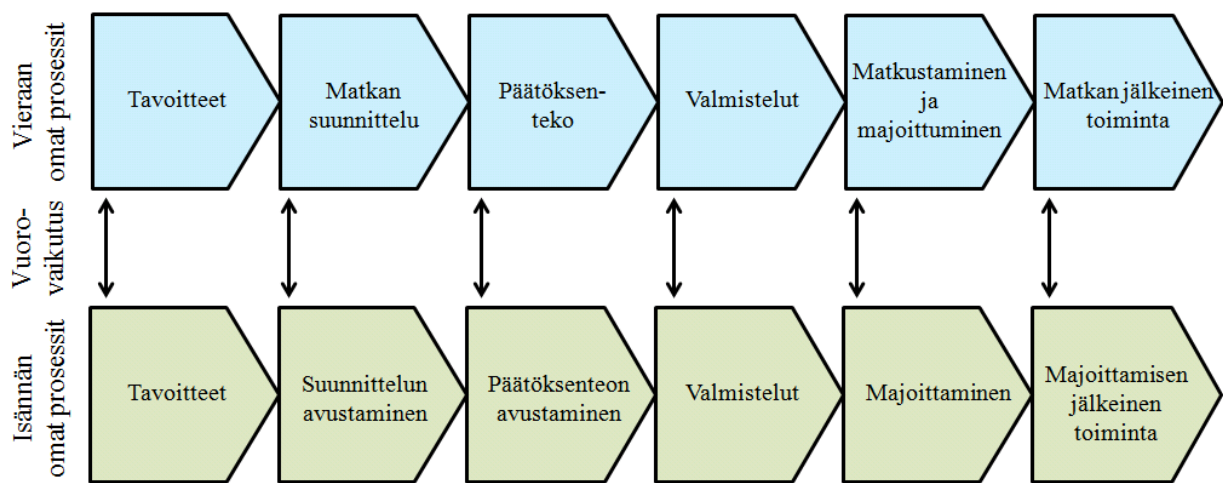 Vieraan
omat prosessit
Tavoitteet
Matkan
suunnittelu
Päätöksen-
teko
Valmistelut
Matkustaminen
ja
majoittuminen
Matkan jälkeinen
toiminta
Vuoro-
vaikutus
Isännän
omat prosessit
Tavoitteet
Suunnittelun
avustaminen
Päätöksenteon
avustaminen
Valmistelut
Majoittaminen
Majoittamisen
jälkeinen
toiminta